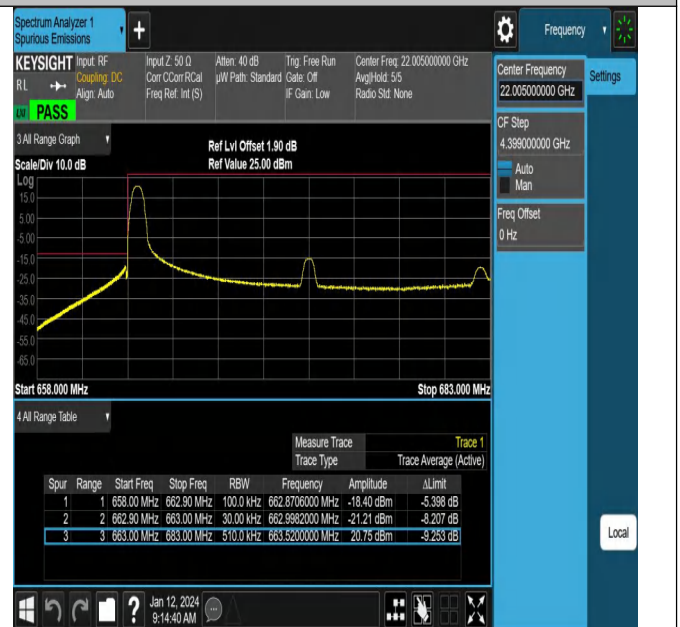 Spectrum Analyzer 1
Spurious Emissions
+
Frequency
KEYSIGHT Input: RF Input Z: 50 Ω Atten: 40 dB Trig: Free Run Center Freq: 22.005000000 GHz
RL Coupling: DC Corr CCorr RCal µW Path: Standard Gate: Off Avg|Hold: 5/5
Align: Auto Freq Ref: Int (S) IF Gain: Low Radio Std: None
LXI PASS
Center Frequency
22.005000000 GHz
Settings
CF Step
4.399000000 GHz
Auto
Man
Freq Offset
0 Hz
3 All Range Graph
Ref Lvl Offset 1.90 dB
Scale/Div 10.0 dB Ref Value 25.00 dBm
Log
15.0
5.00
-5.00
-15.0
-25.0
-35.0
-45.0
-55.0
-65.0
Start 658.000 MHz Stop 683.000 MHz
4 All Range Table
Measure Trace Trace 1
Trace Type Trace Average (Active)
Spur Range Start Freq Stop Freq RBW Frequency Amplitude ΔLimit
1 1 658.00 MHz 662.90 MHz 100.0 kHz 662.8706000 MHz -18.40 dBm -5.398 dB
2 2 662.90 MHz 663.00 MHz 30.00 kHz 662.9982000 MHz -21.21 dBm -8.207 dB
3 3 663.00 MHz 683.00 MHz 510.0 kHz 663.5200000 MHz 20.75 dBm -9.253 dB
Local
? Jan 12, 2024
9:14:40 AM